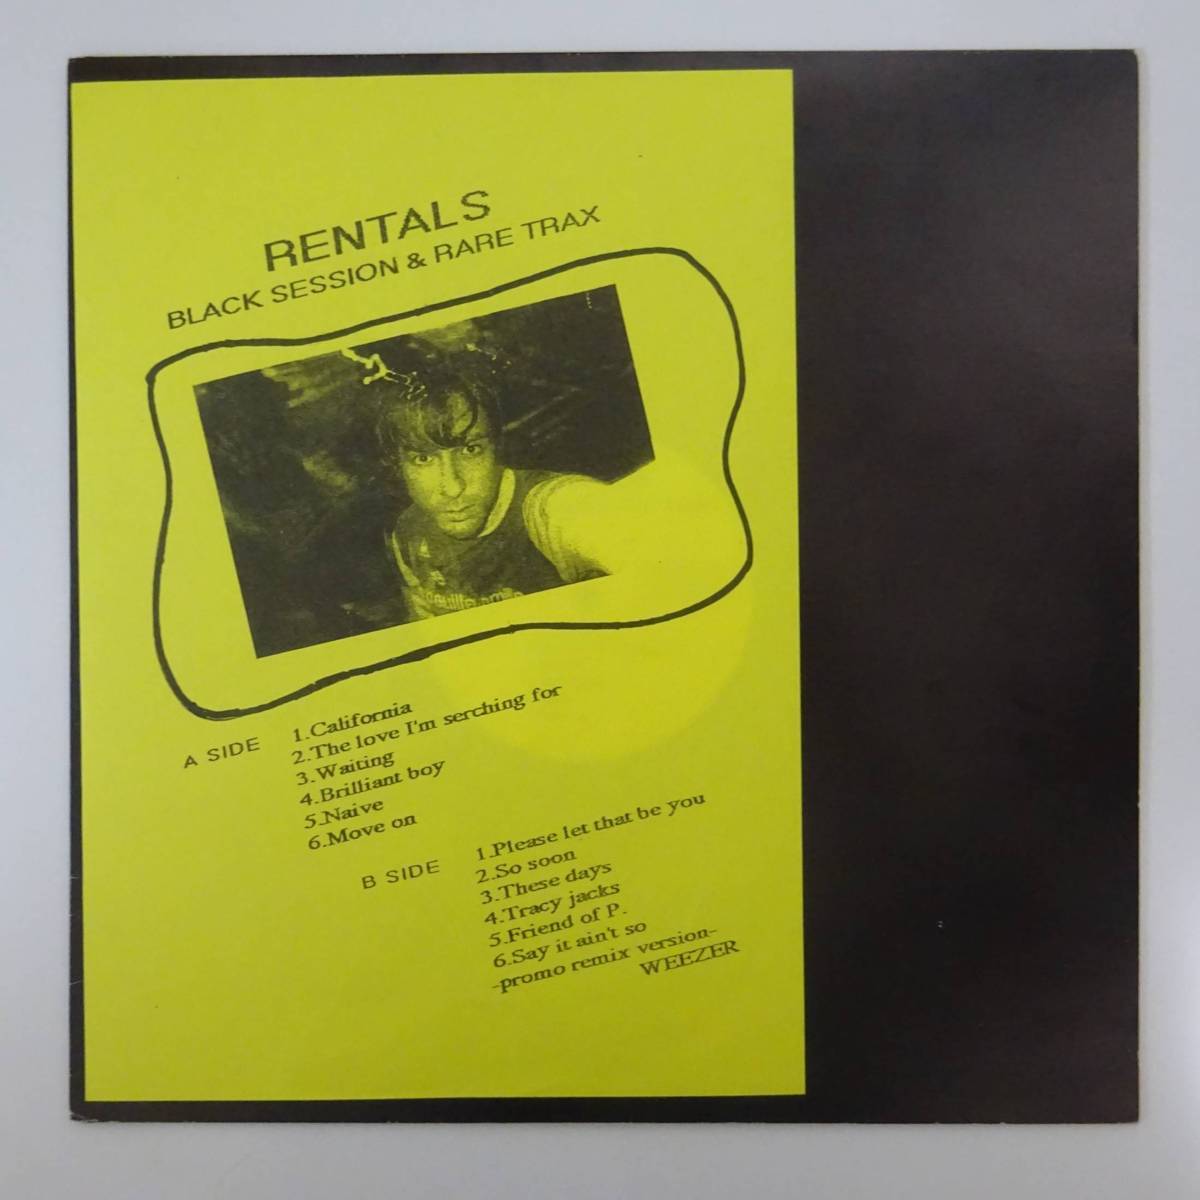 RENTALS
BLACK SESSION & RARE TRAX
A SIDE
1.California
2.The love I'm serching for
3.Waiting
4.Brilliant boy
5.Naive
6.Move on
B SIDE
1.Please let that be you
2.So soon
3.These days
4.Tracy jacks
5.Friend of P.
6.Say it ain't so
-promo remix version-
WEEZER